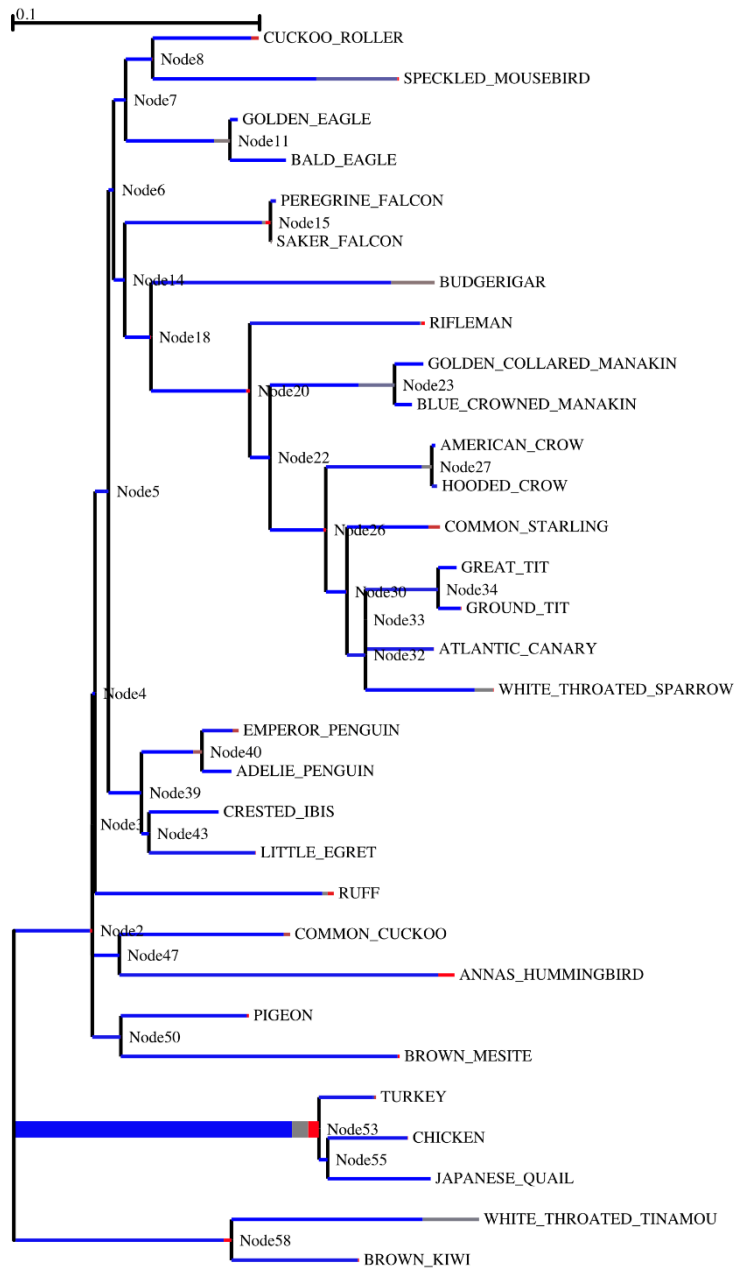 0.1
CUCKOO_ROLLER
Node8
SPECKLED_MOUSEBIRD
Node7
GOLDEN_EAGLE
Node11
BALD_EAGLE
Node6
PEREGRINE_FALCON
Node15
SAKER_FALCON
Node14
BUDGERIGAR
RIFLEMAN
Node18
GOLDEN_COLLARED_MANAKIN
Node23
Node20
BLUE_CROWNED_MANAKIN
AMERICAN_CROW
Node22
Node27
HOODED_CROW
Node5
COMMON_STARLING
Node26
GREAT_TIT
Node34
Node30
GROUND_TIT
Node33
ATLANTIC_CANARY
Node32
WHITE_THROATED_SPARROW
Node4
EMPEROR_PENGUIN
Node40
ADELIE_PENGUIN
Node39
CRESTED_IBIS
Node3
Node43
LITTLE_EGRET
RUFF
Node2
COMMON_CUCKOO
Node47
ANNAS_HUMMINGBIRD
PIGEON
Node50
BROWN_MESITE
TURKEY
Node53
CHICKEN
Node55
JAPANESE_QUAIL
WHITE_THROATED_TINAMOU
Node58
BROWN_KIWI